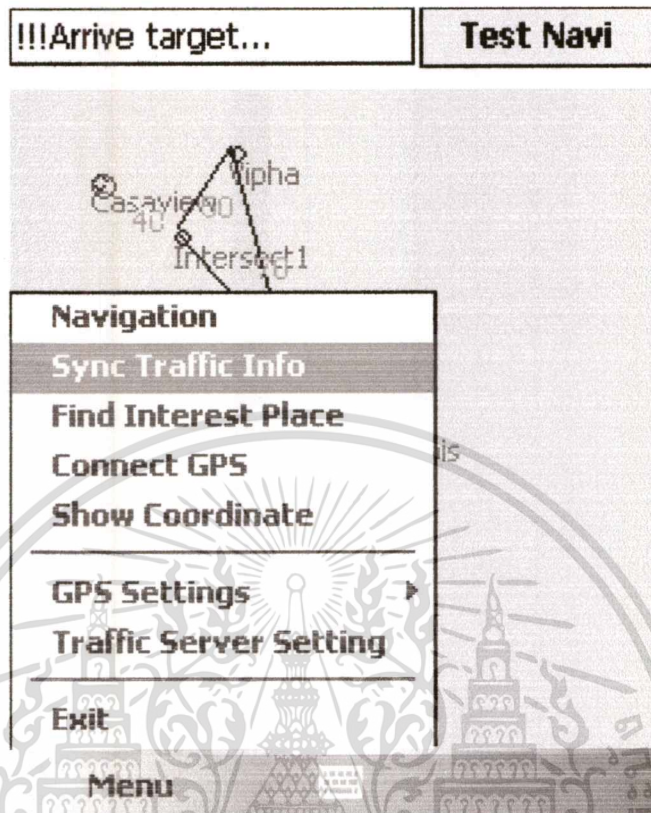 !!!Arrive target...
Test Navi
Vipha
Casaview
40
Intersect1
Navigation
Sync Traffic Info
Find Interest Place
Connect GPS
Show Coordinate
GPS Settings
Traffic Server Setting
Exit
Menu